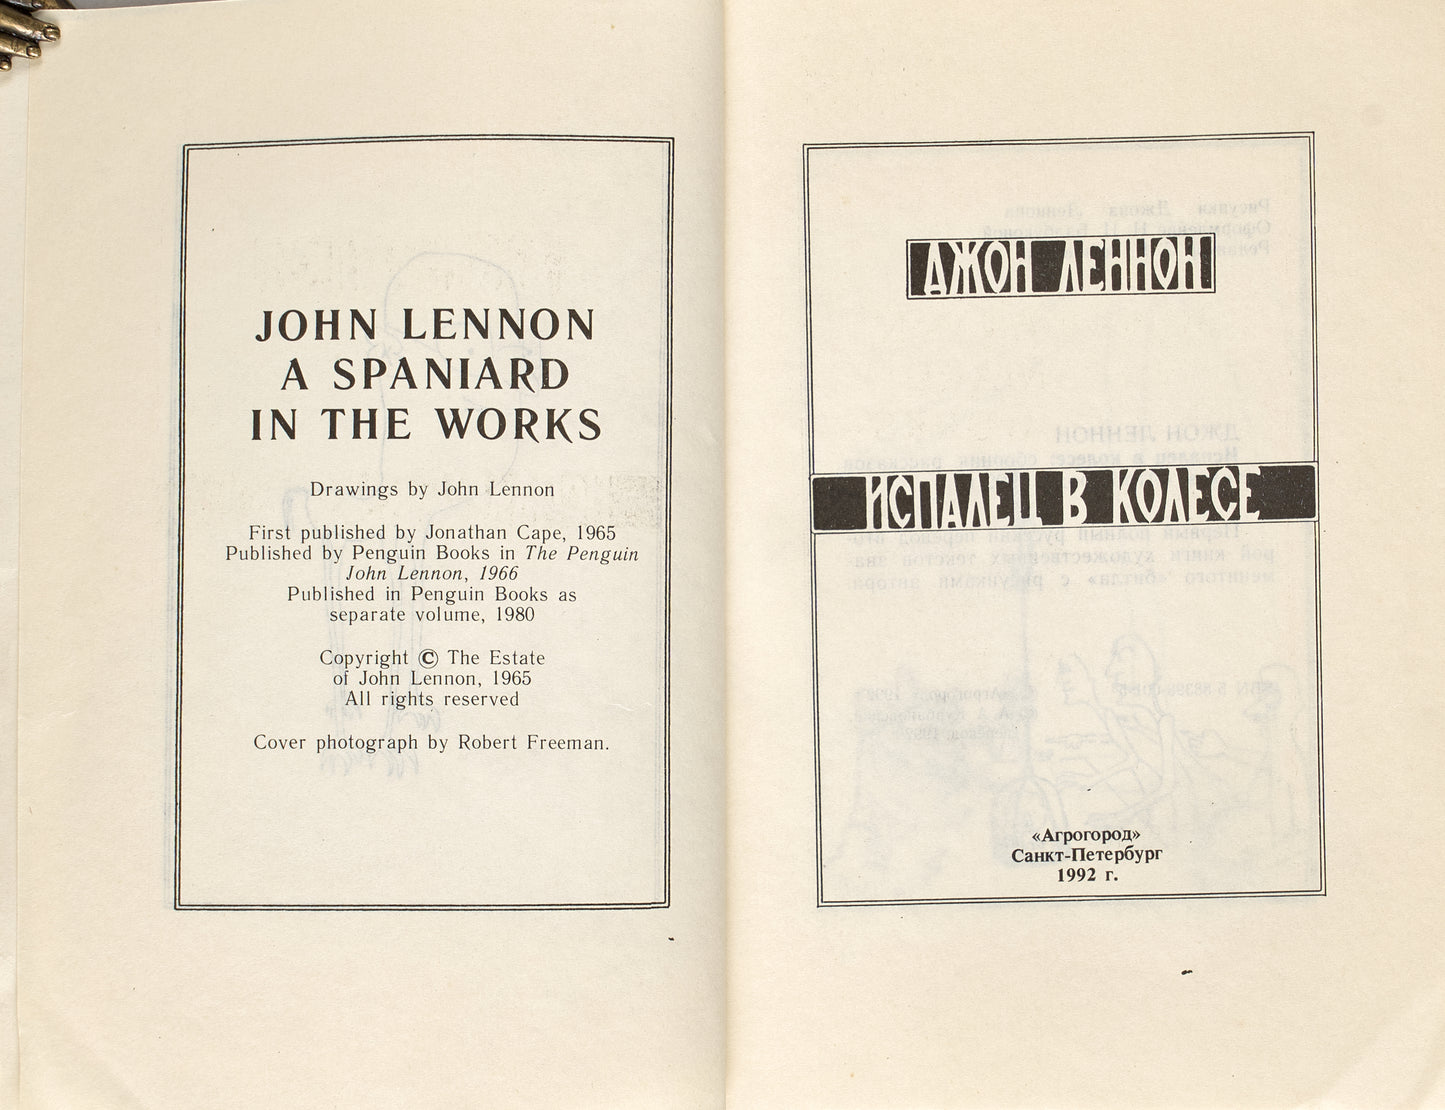 JOHN LENNON
A SPANIARD
IN THE WORKS
Drawings by John Lennon
First published by Jonathan Cape, 1965
Published by Penguin Books in The Penguin
John Lennon, 1966
Published in Penguin Books as
separate volume, 1980
Copyright © The Estate
of John Lennon, 1965
All rights reserved
Cover photograph by Robert Freeman.
ДЖОН ЛЕННОН
ИСПАЛЕЦ В КОЛЕСЕ
«Агрогород»
Санкт-Петербург
1992 г.